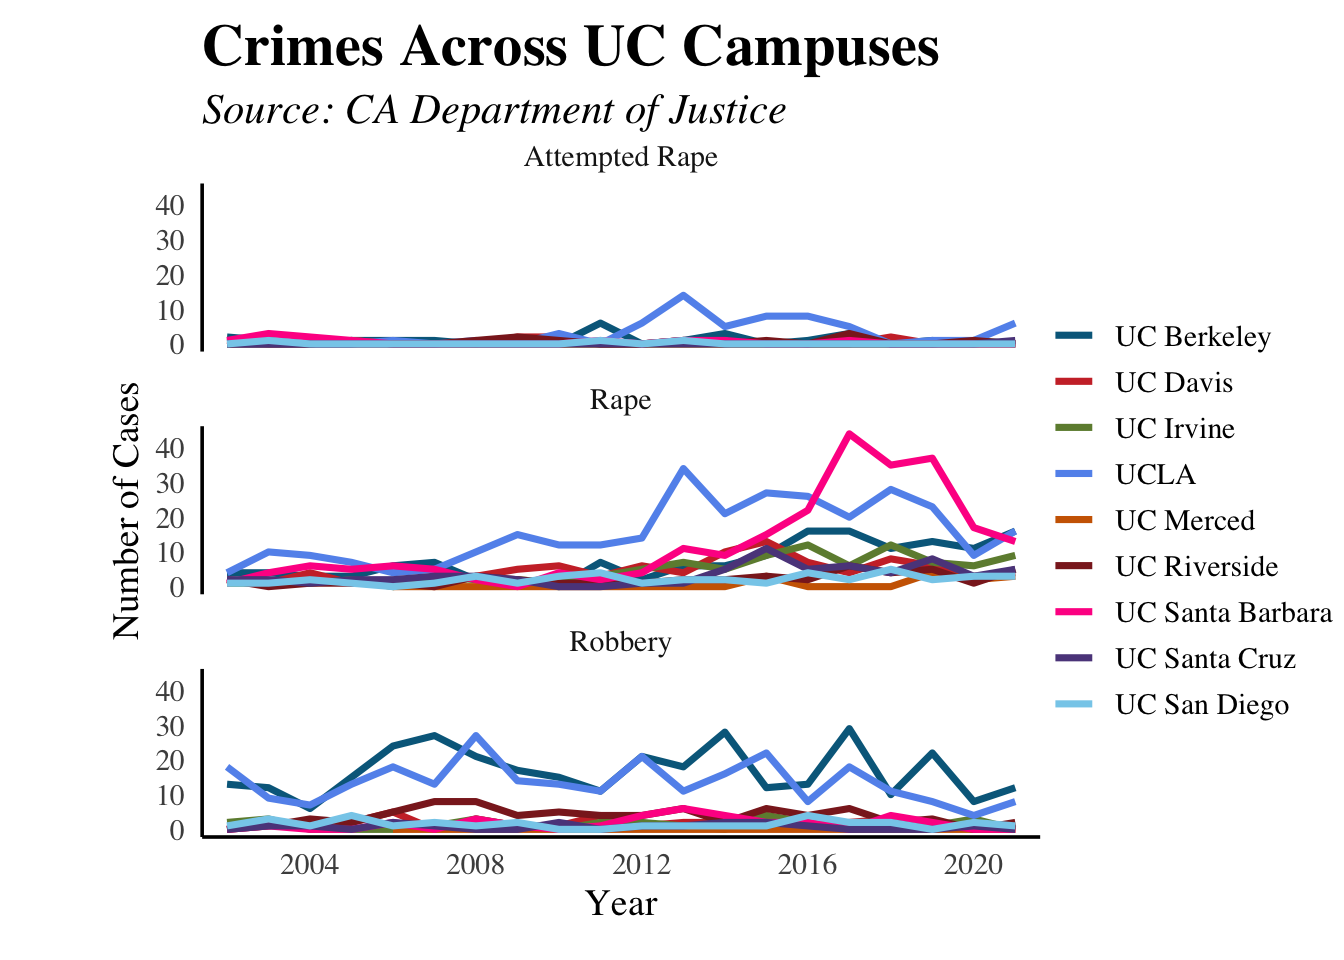 Crimes Across UC Campuses
Source: CA Department of Justice
Attempted Rape
40
30
20
10
0
Rape
40
30
20
10
0
Robbery
40
30
20
10
0
2004 2008 2012 2016 2020
Year
Number of Cases
UC Berkeley
UC Davis
UC Irvine
UCLA
UC Merced
UC Riverside
UC Santa Barbara
UC Santa Cruz
UC San Diego